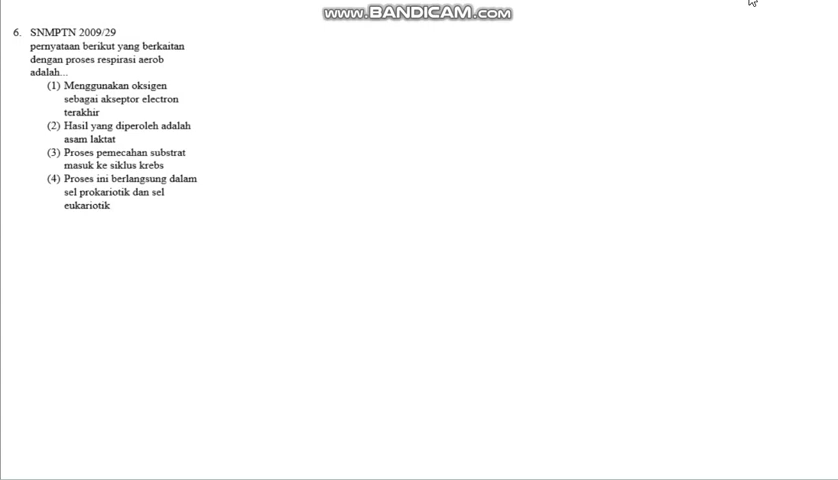 www.BANDICAM.com
6. SNMPTN 2009/29
pernyataan berikut yang berkaitan
dengan proses respirasi aerob
adalah...
(1) Menggunakan oksigen
sebagai akseptor electron
terakhir
(2) Hasil yang diperoleh adalah
asam laktat
(3) Proses pemecahan substrat
masuk ke siklus krebs
(4) Proses ini berlangsung dalam
sel prokariotik dan sel
eukariotik